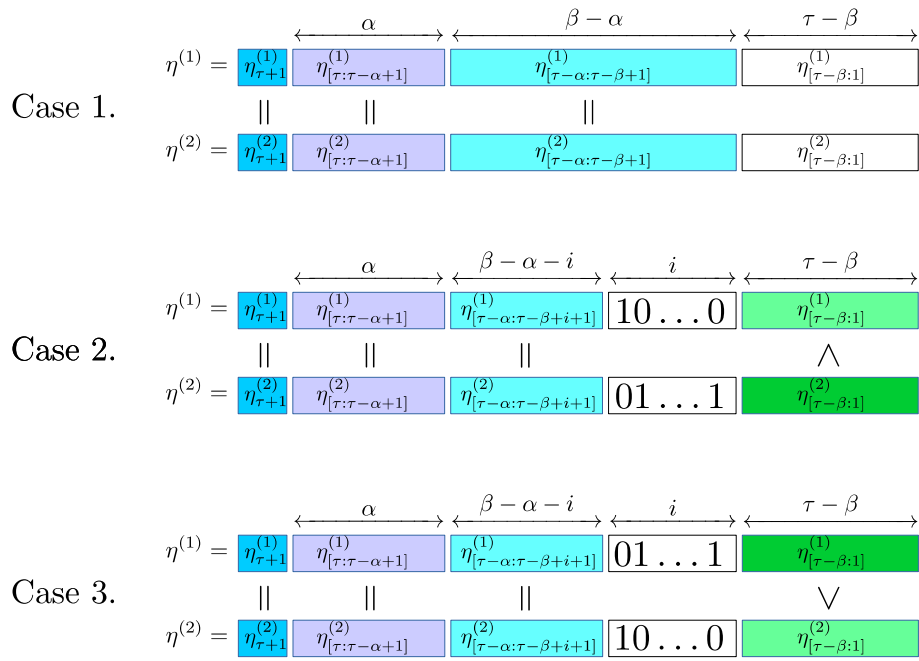 α β − α τ − β
η^{(1)} = η^{(1)}_{τ+1} η^{(1)}_{[τ:τ−α+1]} η^{(1)}_{[τ−α:τ−β+1]} η^{(1)}_{[τ−β:1]}
Case 1. = = =
η^{(2)} = η^{(2)}_{τ+1} η^{(2)}_{[τ:τ−α+1]} η^{(2)}_{[τ−α:τ−β+1]} η^{(2)}_{[τ−β:1]}
α β − α − i i τ − β
η^{(1)} = η^{(1)}_{τ+1} η^{(1)}_{[τ:τ−α+1]} η^{(1)}_{[τ−α:τ−β+i+1]} 10...0 η^{(1)}_{[τ−β:1]}
Case 2. = = = ∧
η^{(2)} = η^{(2)}_{τ+1} η^{(2)}_{[τ:τ−α+1]} η^{(2)}_{[τ−α:τ−β+i+1]} 01...1 η^{(2)}_{[τ−β:1]}
α β − α − i i τ − β
η^{(1)} = η^{(1)}_{τ+1} η^{(1)}_{[τ:τ−α+1]} η^{(1)}_{[τ−α:τ−β+i+1]} 01...1 η^{(1)}_{[τ−β:1]}
Case 3. = = = ∨
η^{(2)} = η^{(2)}_{τ+1} η^{(2)}_{[τ:τ−α+1]} η^{(2)}_{[τ−α:τ−β+i+1]} 10...0 η^{(2)}_{[τ−β:1]}